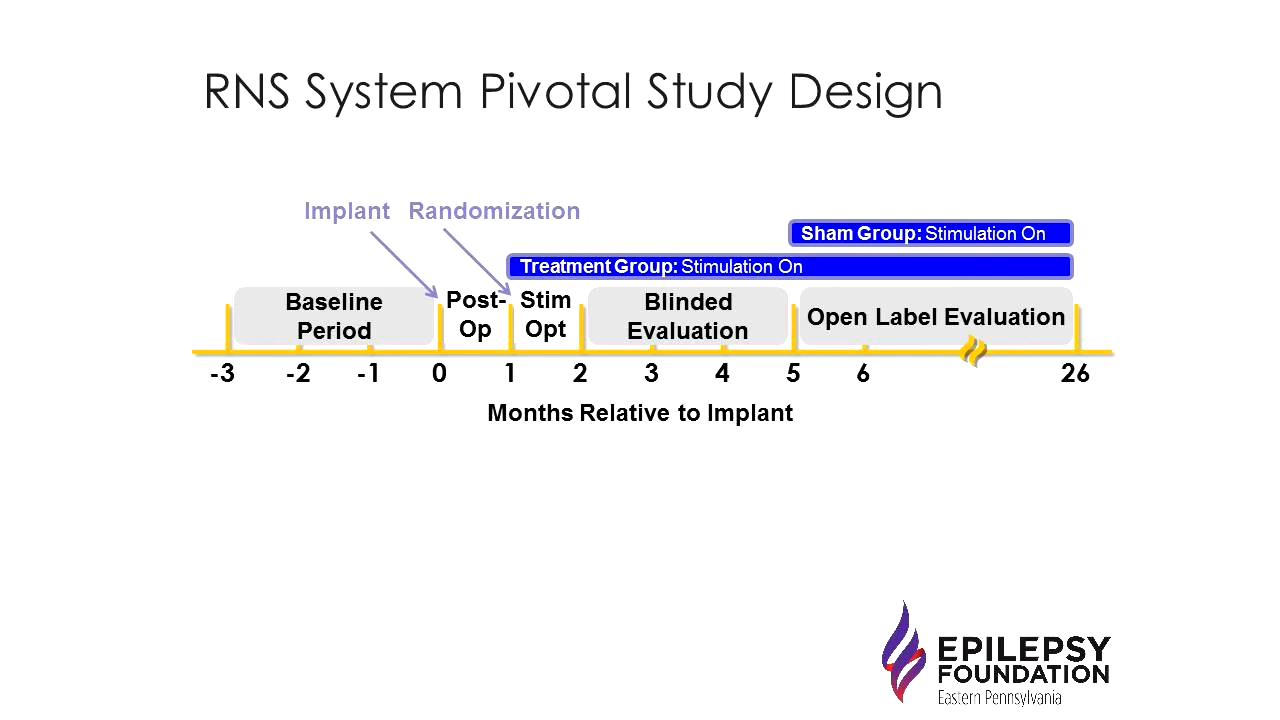 RNS System Pivotal Study Design
Implant Randomization
Sham Group: Stimulation On
Treatment Group: Stimulation On
Baseline
Period
Post-
Op
Stim
Opt
Blinded
Evaluation
Open Label Evaluation
-3 -2 -1 0 1 2 3 4 5 6 26
Months Relative to Implant
EPILEPSY
FOUNDATION
Eastern Pennsylvania